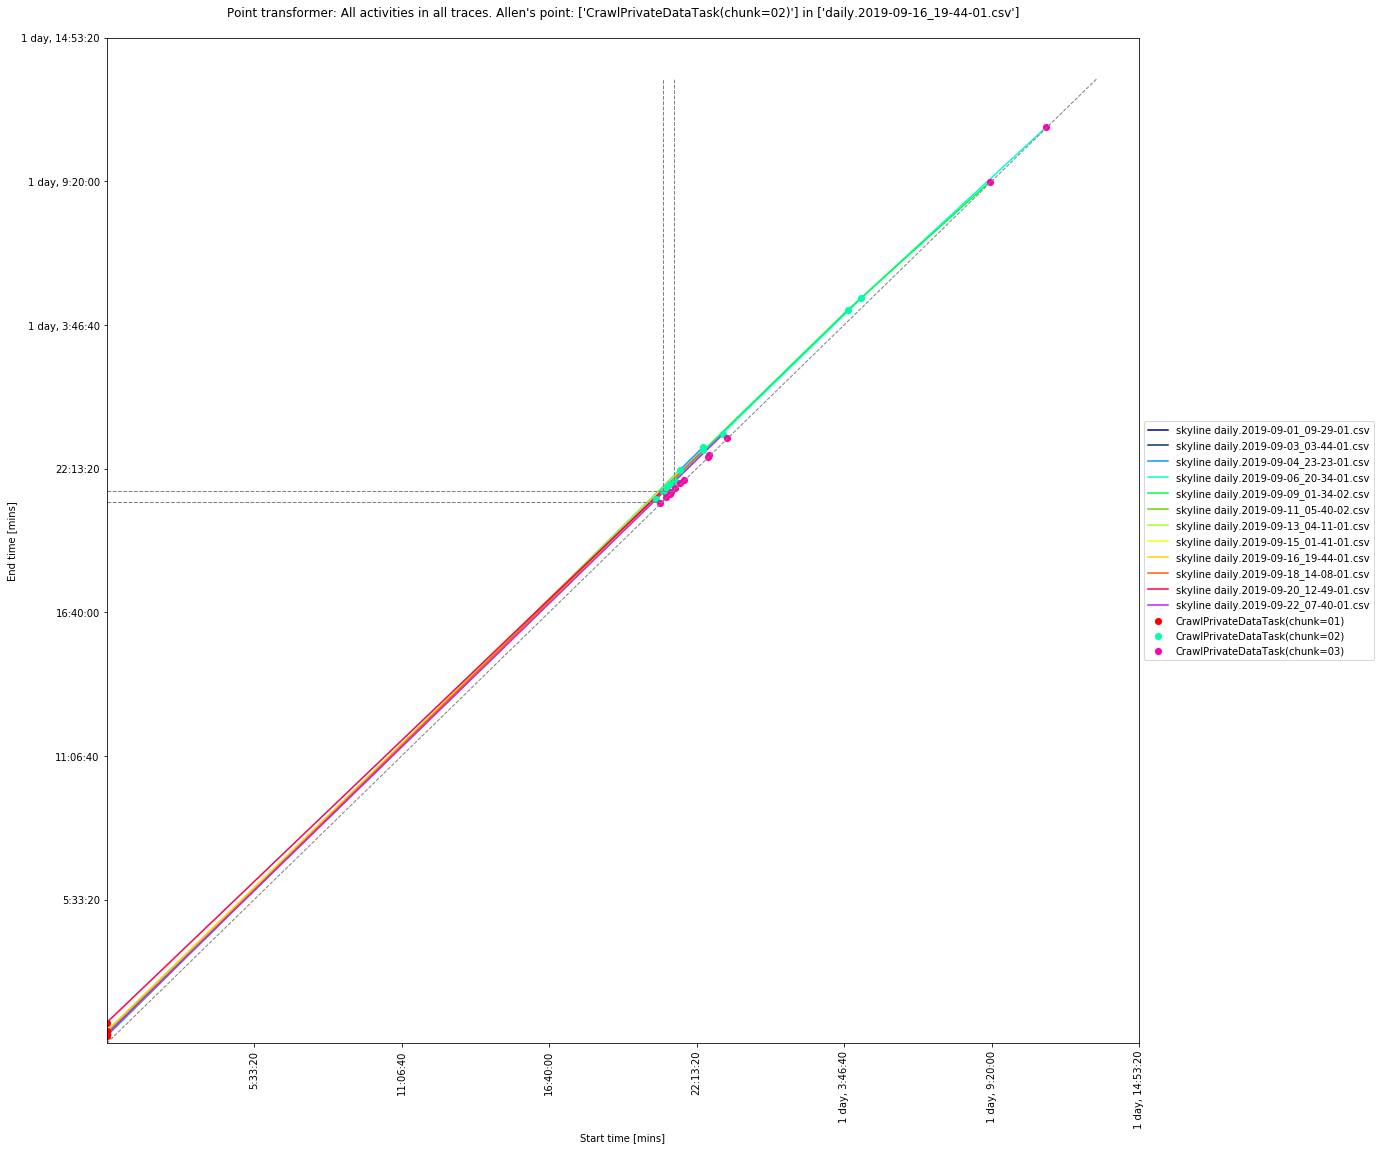 Point transformer: All activities in all traces. Allen's point: ['CrawlPrivateDataTask(chunk=02)'] in ['daily.2019-09-16_19-44-01.csv']
1 day, 14:53:20
1 day, 9:20:00
1 day, 3:46:40
22:13:20
16:40:00
11:06:40
5:33:20
End time [mins]
5:33:20
11:06:40
16:40:00
22:13:20
1 day, 3:46:40
1 day, 9:20:00
1 day, 14:53:20
Start time [mins]
skyline daily.2019-09-01_09-29-01.csv
skyline daily.2019-09-03_03-44-01.csv
skyline daily.2019-09-04_23-23-01.csv
skyline daily.2019-09-06_20-34-01.csv
skyline daily.2019-09-09_01-34-02.csv
skyline daily.2019-09-11_05-40-02.csv
skyline daily.2019-09-13_04-11-01.csv
skyline daily.2019-09-15_01-41-01.csv
skyline daily.2019-09-16_19-44-01.csv
skyline daily.2019-09-18_14-08-01.csv
skyline daily.2019-09-20_12-49-01.csv
skyline daily.2019-09-22_07-40-01.csv
CrawlPrivateDataTask(chunk=01)
CrawlPrivateDataTask(chunk=02)
CrawlPrivateDataTask(chunk=03)